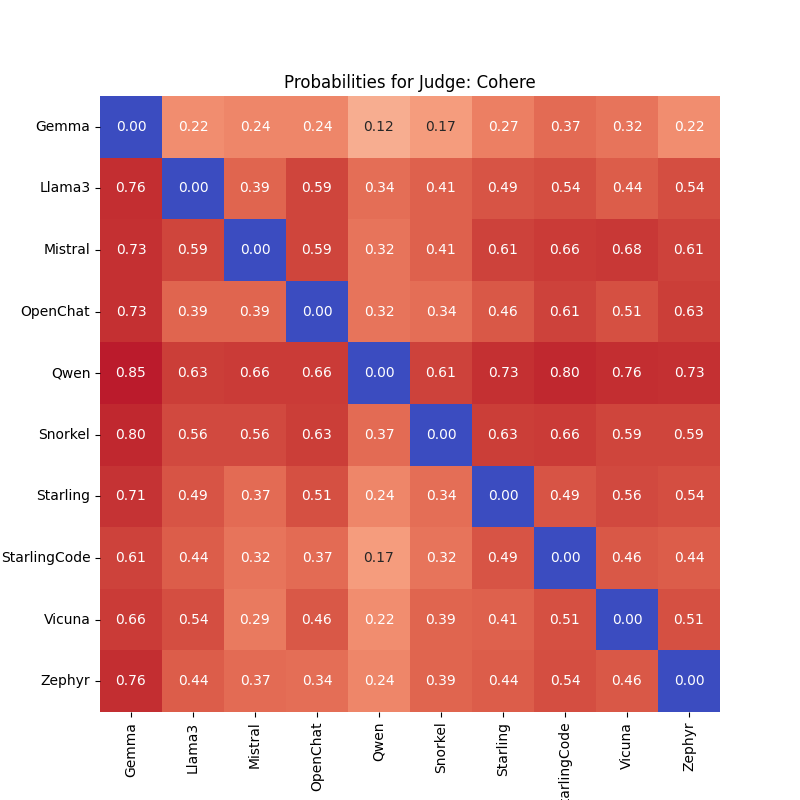 Probabilities for Judge: Cohere
Gemma 0.00 0.22 0.24 0.24 0.12 0.17 0.27 0.37 0.32 0.22
Llama3 0.76 0.00 0.39 0.59 0.34 0.41 0.49 0.54 0.44 0.54
Mistral 0.73 0.59 0.00 0.59 0.32 0.41 0.61 0.66 0.68 0.61
OpenChat 0.73 0.39 0.39 0.00 0.32 0.34 0.46 0.61 0.51 0.63
Qwen 0.85 0.63 0.66 0.66 0.00 0.61 0.73 0.80 0.76 0.73
Snorkel 0.80 0.56 0.56 0.63 0.37 0.00 0.63 0.66 0.59 0.59
Starling 0.71 0.49 0.37 0.51 0.24 0.34 0.00 0.49 0.56 0.54
StarlingCode 0.61 0.44 0.32 0.37 0.17 0.32 0.49 0.00 0.46 0.44
Vicuna 0.66 0.54 0.29 0.46 0.22 0.39 0.41 0.51 0.00 0.51
Zephyr 0.76 0.44 0.37 0.34 0.24 0.39 0.44 0.54 0.46 0.00
Gemma Llama3 Mistral OpenChat Qwen Snorkel Starling arlingCode Vicuna Zephyr